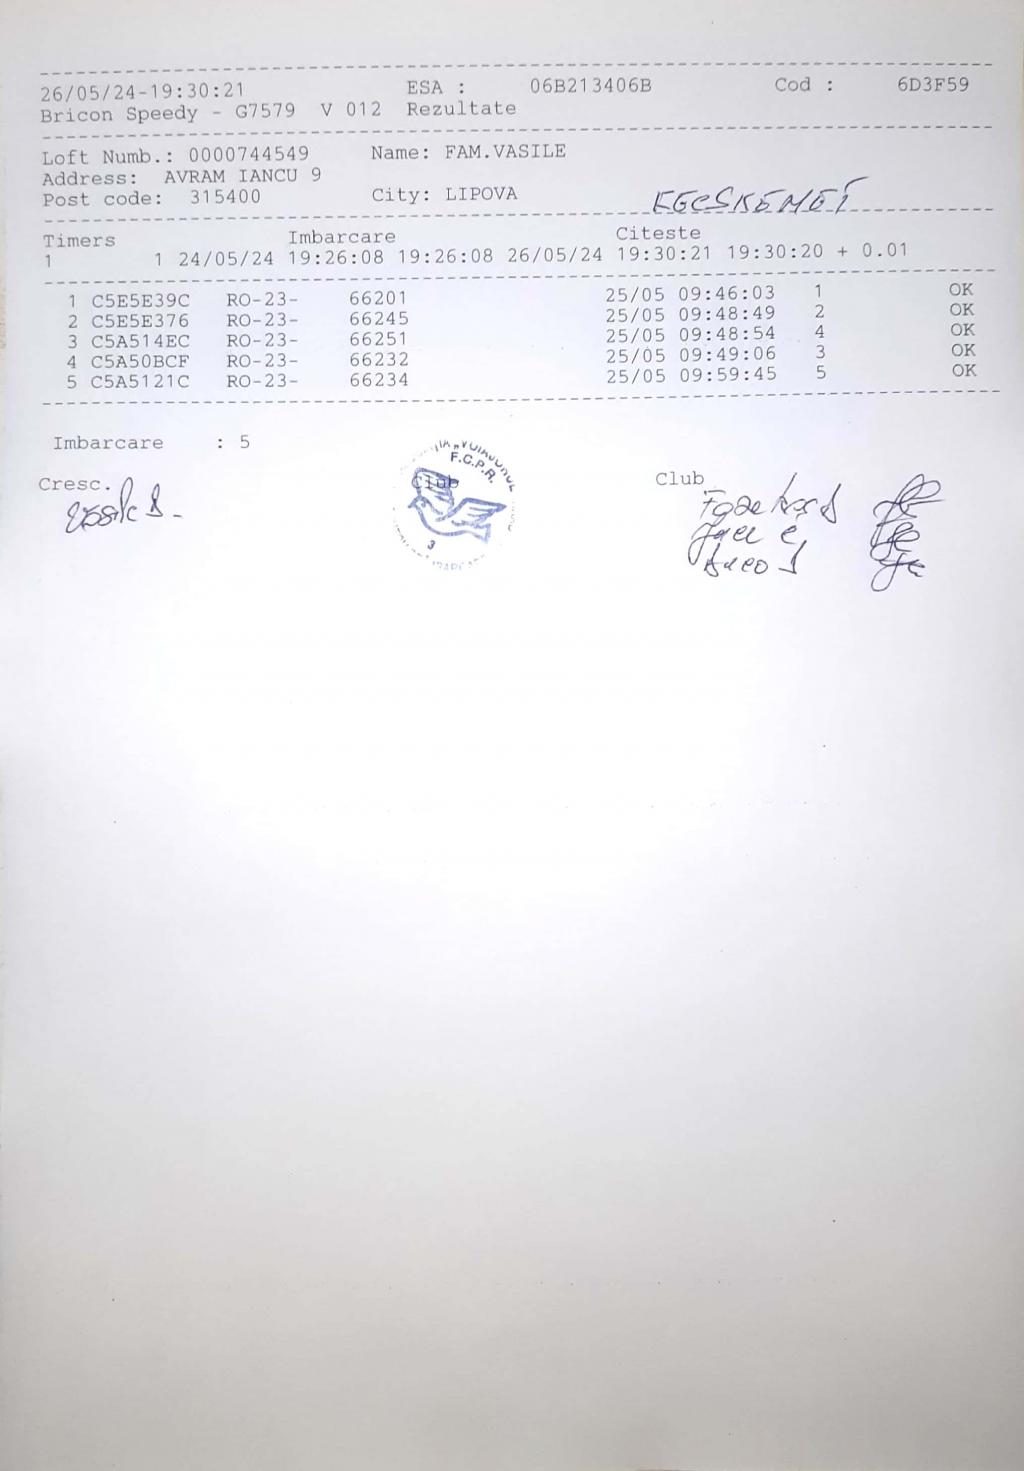 26/05/24-19:30:21 ESA : 06B213406B Cod : 6D3F59
Bricon Speedy - G7579 V 012 Rezultate
Loft Numb.: 0000744549 Name: FAM.VASILE
Address: AVRAM IANCU 9
Post code: 315400 City: LIPOVA
KECSKEMÉT
Timers Imbarcare Citeste
1 1 24/05/24 19:26:08 19:26:08 26/05/24 19:30:21 19:30:20 + 0.01
1 C5E5E39C RO-23- 66201 25/05 09:46:03 1 OK
2 C5E5E376 RO-23- 66245 25/05 09:48:49 2 OK
3 C5A514EC RO-23- 66251 25/05 09:48:54 4 OK
4 C5A50BCF RO-23- 66232 25/05 09:49:06 3 OK
5 C5A5121C RO-23- 66234 25/05 09:59:45 5 OK
Imbarcare : 5
F.C.P.R.
Cresc. Club Club
3